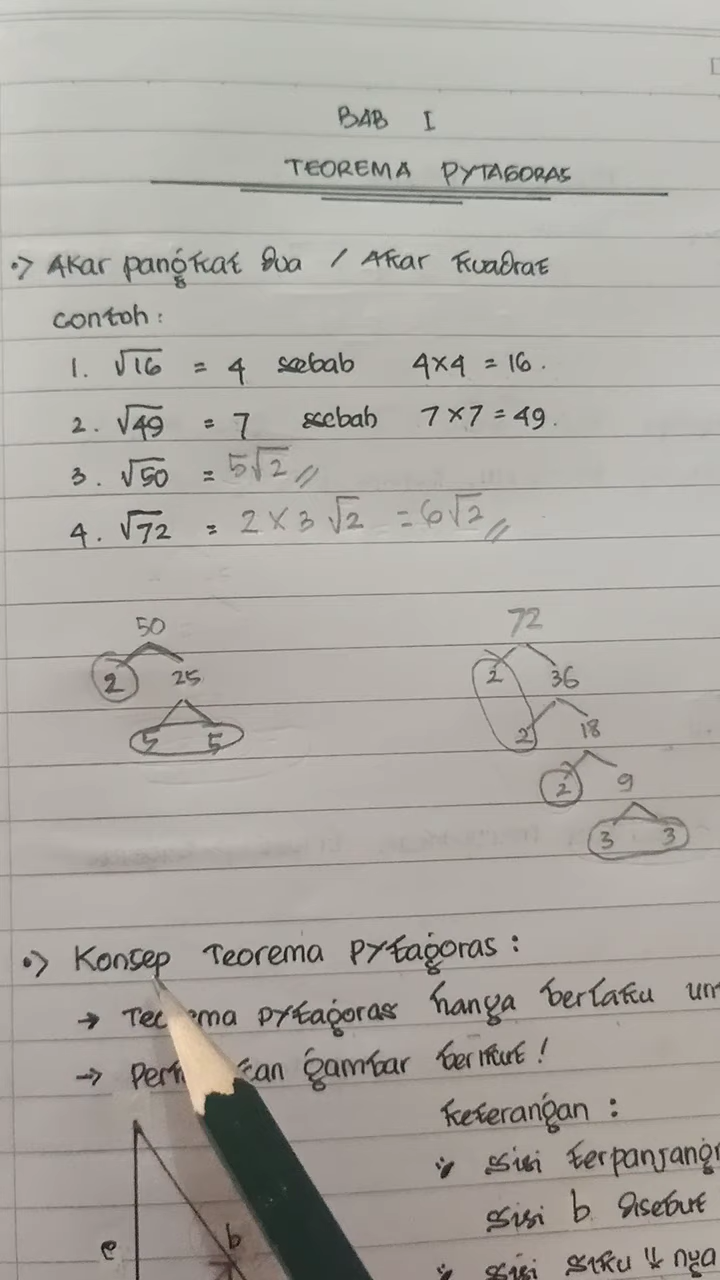 BAB I
TEOREMA PYTAGORAS
•> Akar pangkat dua / Akar kuadrat
contoh :
1. √16 = 4 sebab 4×4 = 16.
2. √49 = 7 sebab 7×7 = 49.
3. √50 = 5√2 //
4. √72 = 2 × 3 √2 = 6√2 //
50
2 25
5 5
72
2 36
2 18
2 9
3 3
•> Konsep Teorema Pytagoras :
→ pytagoras hanya berlaku
→ gambar berikut !
Keterangan :
sisi terpanjang
sisi b disebut
sisi siku" nya
b